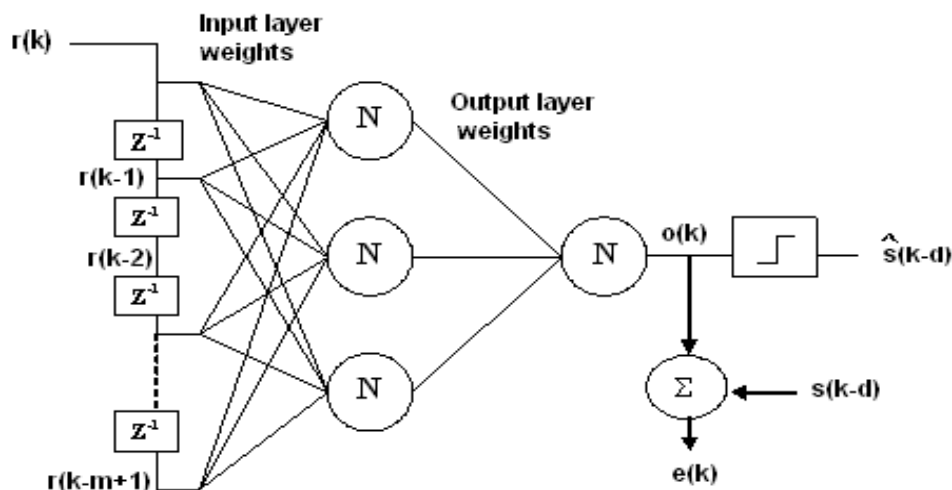 r(k)
Input layer
weights
N
Output layer
weights
Z⁻¹
r(k-1)
Z⁻¹
r(k-2)
Z⁻¹
N
N
o(k)
ŝ(k-d)
Z⁻¹
N
Σ
s(k-d)
r(k-m+1)
e(k)